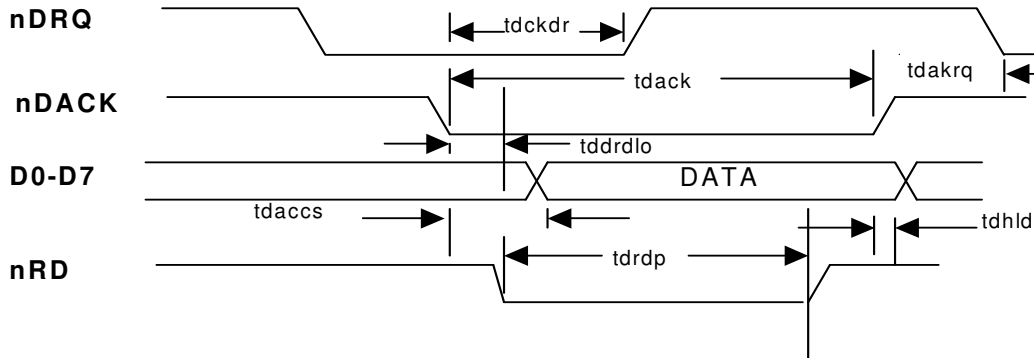 nDRQ
tdckdr
tdakrq
tdack
nDACK
tddrdlo
D0-D7
DATA
tdaccs
tdhld
tdrdp
nRD